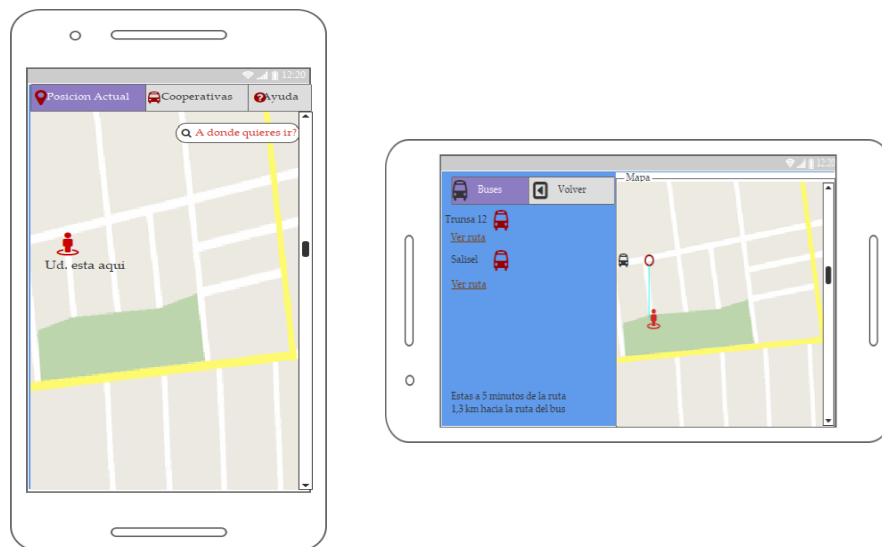 12:20
Posicion Actual
Cooperativas
Ayuda
A donde quieres ir?
Ud. esta aqui
12:20
Buses
Volver
Mapa
Trunsa 12
Ver ruta
Salisel
Ver ruta
Estas a 5 minutos de la ruta
1,3 km hacia la ruta del bus